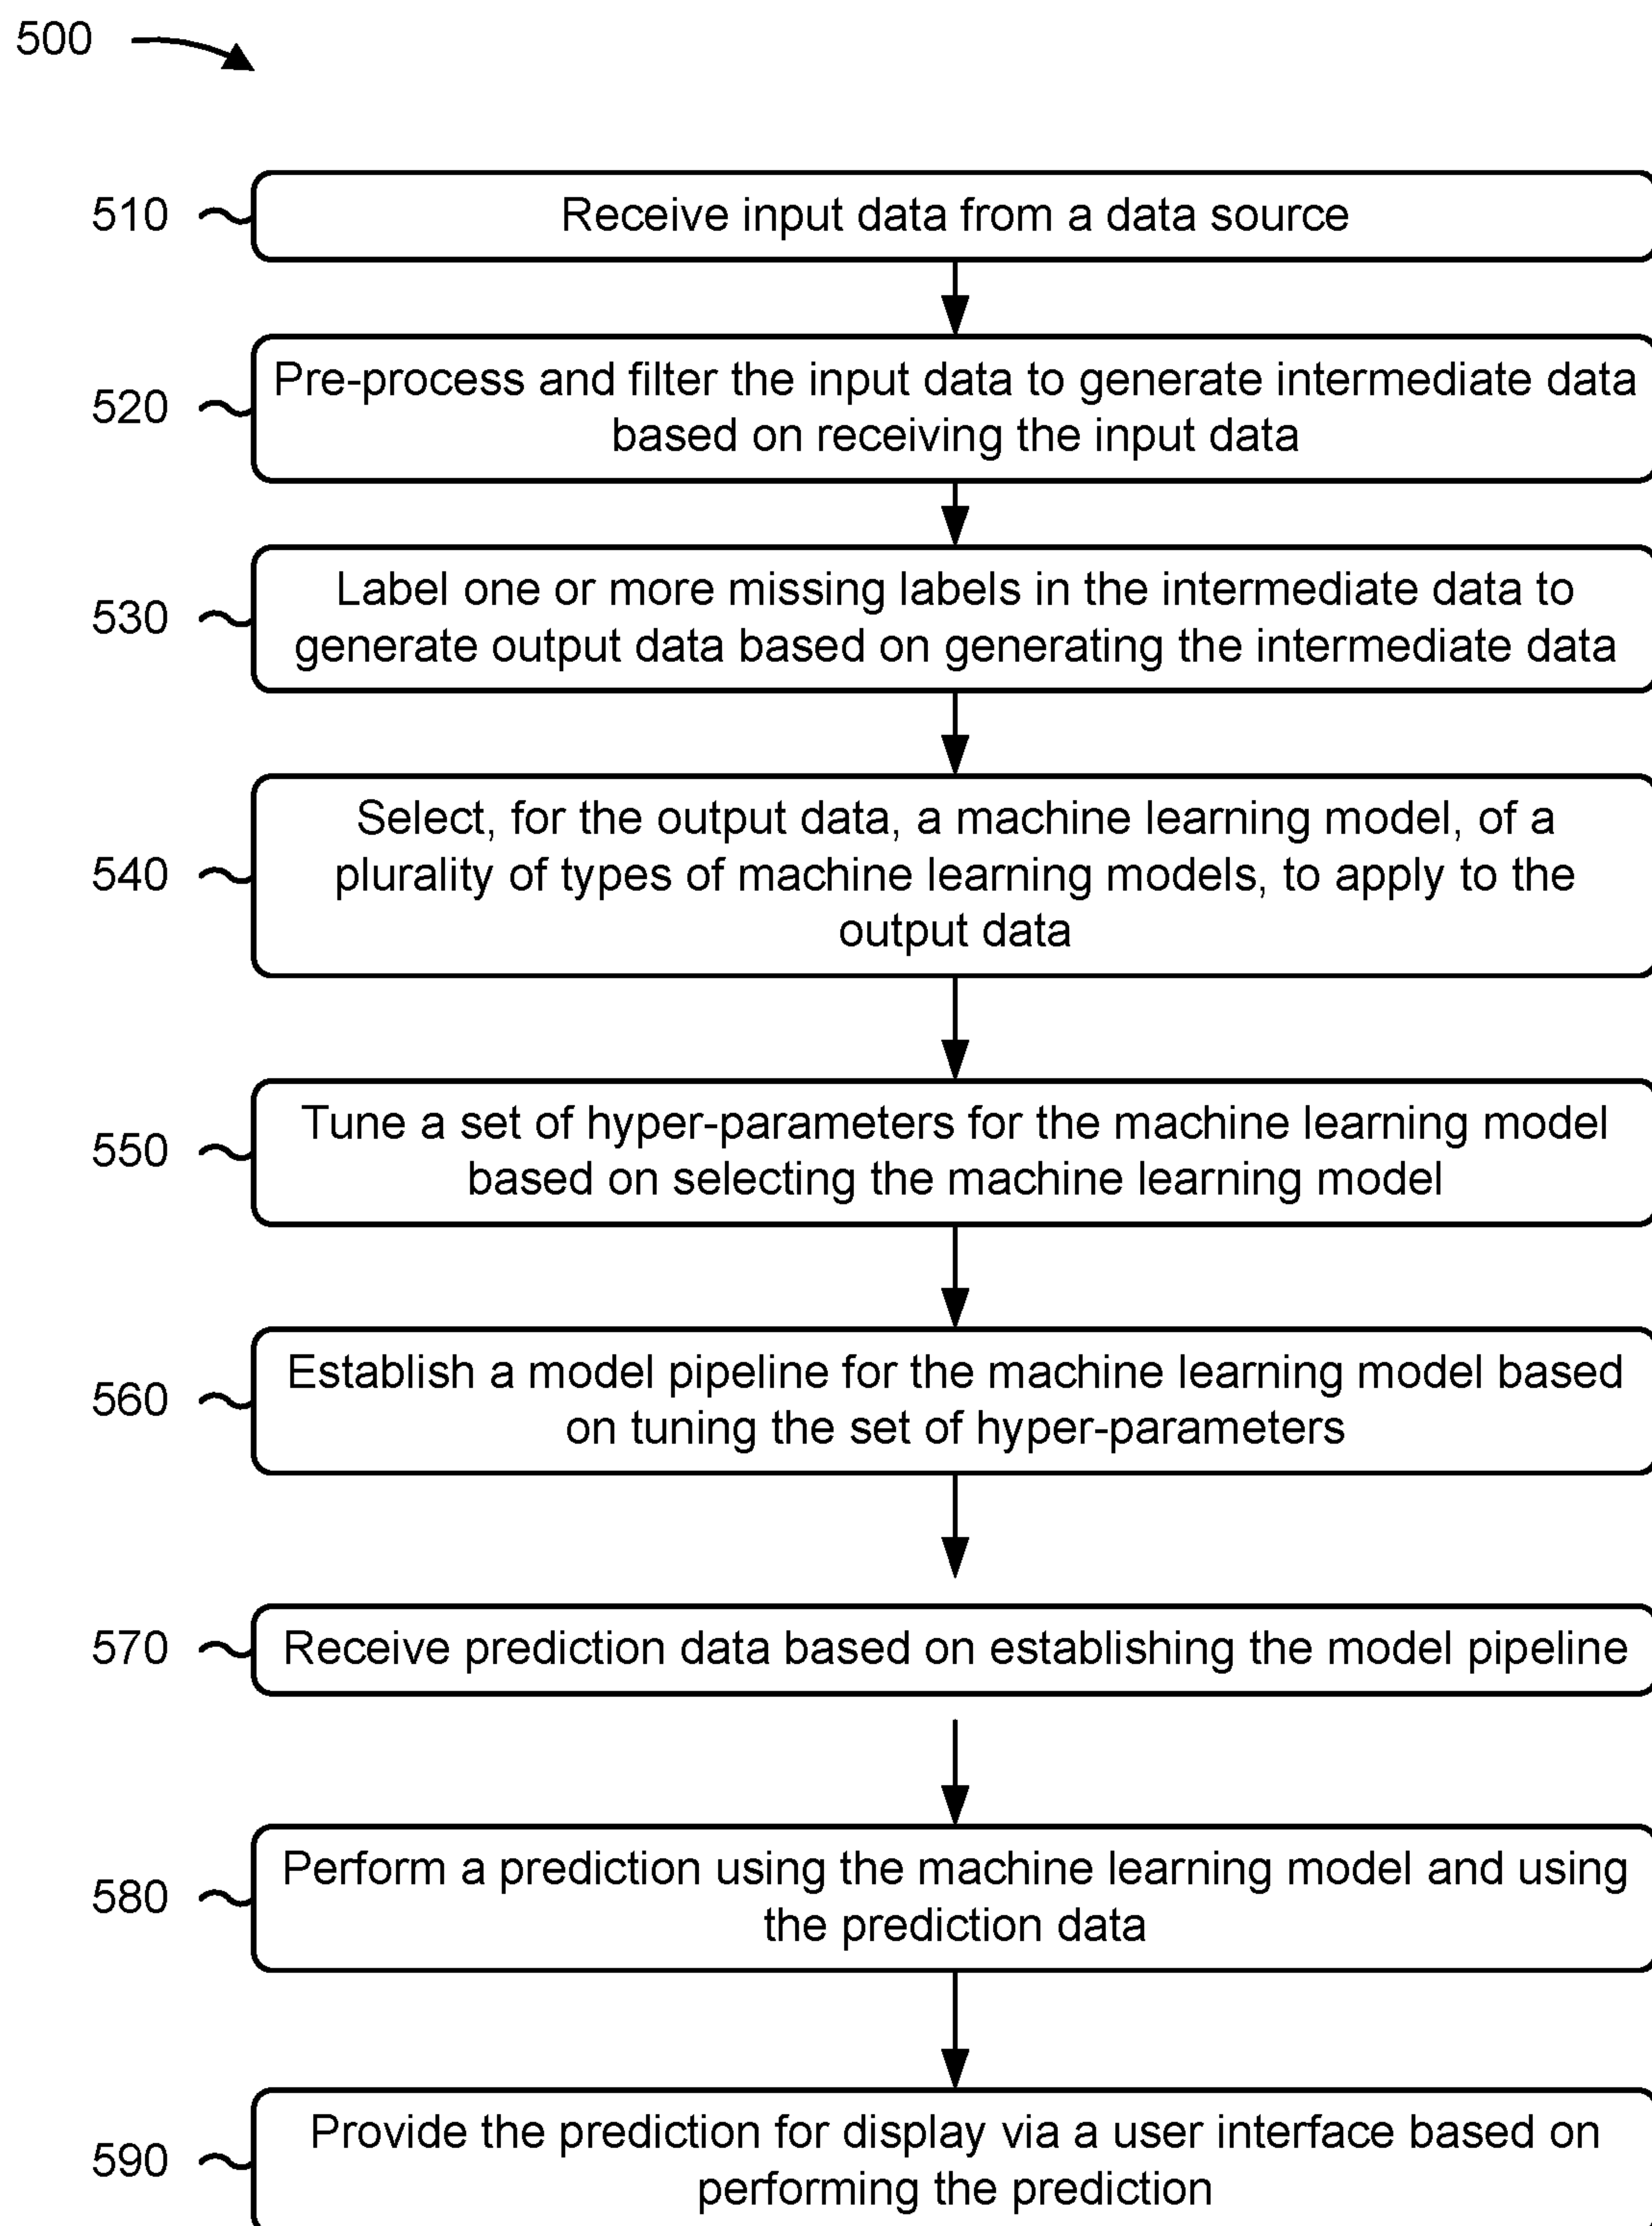 500
510
Receive input data from a data source
520
Pre-process and filter the input data to generate intermediate data
based on receiving the input data
530
Label one or more missing labels in the intermediate data to
generate output data based on generating the intermediate data
540
Select, for the output data, a machine learning model, of a
plurality of types of machine learning models, to apply to the
output data
550
Tune a set of hyper-parameters for the machine learning model
based on selecting the machine learning model
560
Establish a model pipeline for the machine learning model based
on tuning the set of hyper-parameters
570
Receive prediction data based on establishing the model pipeline
580
Perform a prediction using the machine learning model and using
the prediction data
590
Provide the prediction for display via a user interface based on
performing the prediction